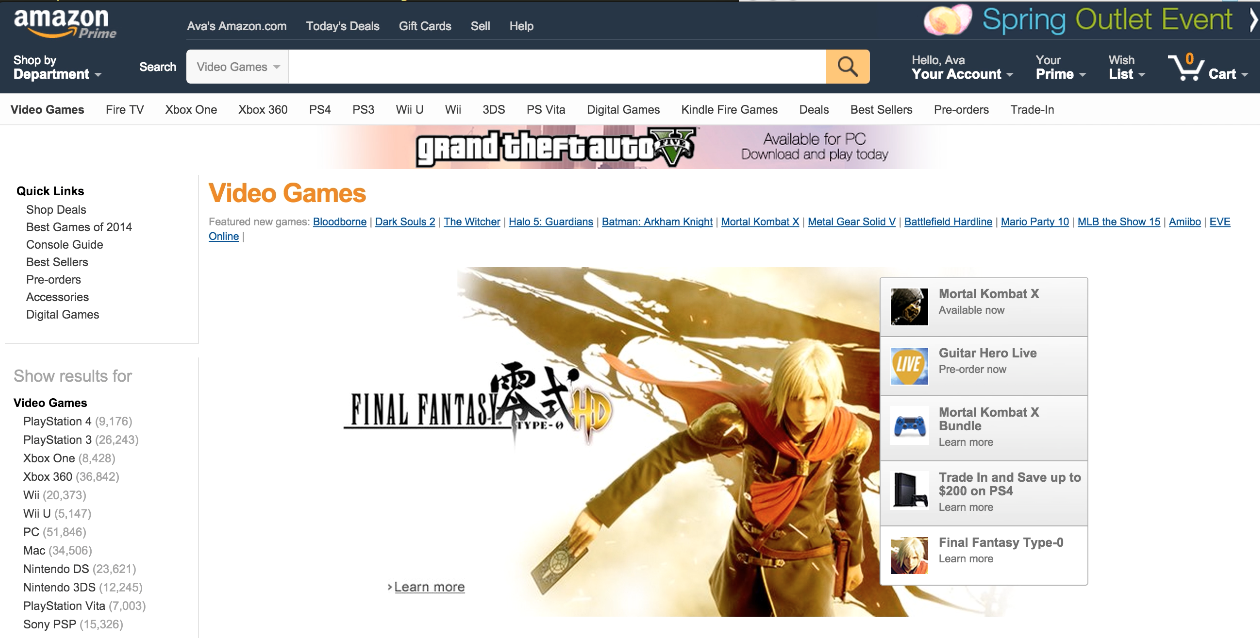 amazon
Prime
Ava's Amazon.com Today's Deals Gift Cards Sell Help
Spring Outlet Event
Shop by
Department
Search
Video Games
Hello, Ava
Your Account
Your
Prime
Wish
List
0
Cart
Video Games Fire TV Xbox One Xbox 360 PS4 PS3 Wii U Wii 3DS PS Vita Digital Games Kindle Fire Games Deals Best Sellers Pre-orders Trade-In
grand theft auto
FIVE
Available for PC
Download and play today
Quick Links
Shop Deals
Best Games of 2014
Console Guide
Best Sellers
Pre-orders
Accessories
Digital Games
Show results for
Video Games
PlayStation 4 (9,176)
PlayStation 3 (26,243)
Xbox One (8,428)
Xbox 360 (36,842)
Wii (20,373)
Wii U (5,147)
PC (51,846)
Mac (34,506)
Nintendo DS (23,621)
Nintendo 3DS (12,245)
PlayStation Vita (7,003)
Sony PSP (15,326)
Video Games
Featured new games: Bloodborne | Dark Souls 2 | The Witcher | Halo 5: Guardians | Batman: Arkham Knight | Mortal Kombat X | Metal Gear Solid V | Battlefield Hardline | Mario Party 10 | MLB the Show 15 | Amiibo | EVE
Online |
FINAL FANTASY 零式 HD
TYPE-0
› Learn more
Mortal Kombat X
Available now
LIVE
Guitar Hero Live
Pre-order now
Mortal Kombat X
Bundle
Learn more
Trade In and Save up to
$200 on PS4
Learn more
Final Fantasy Type-0
Learn more